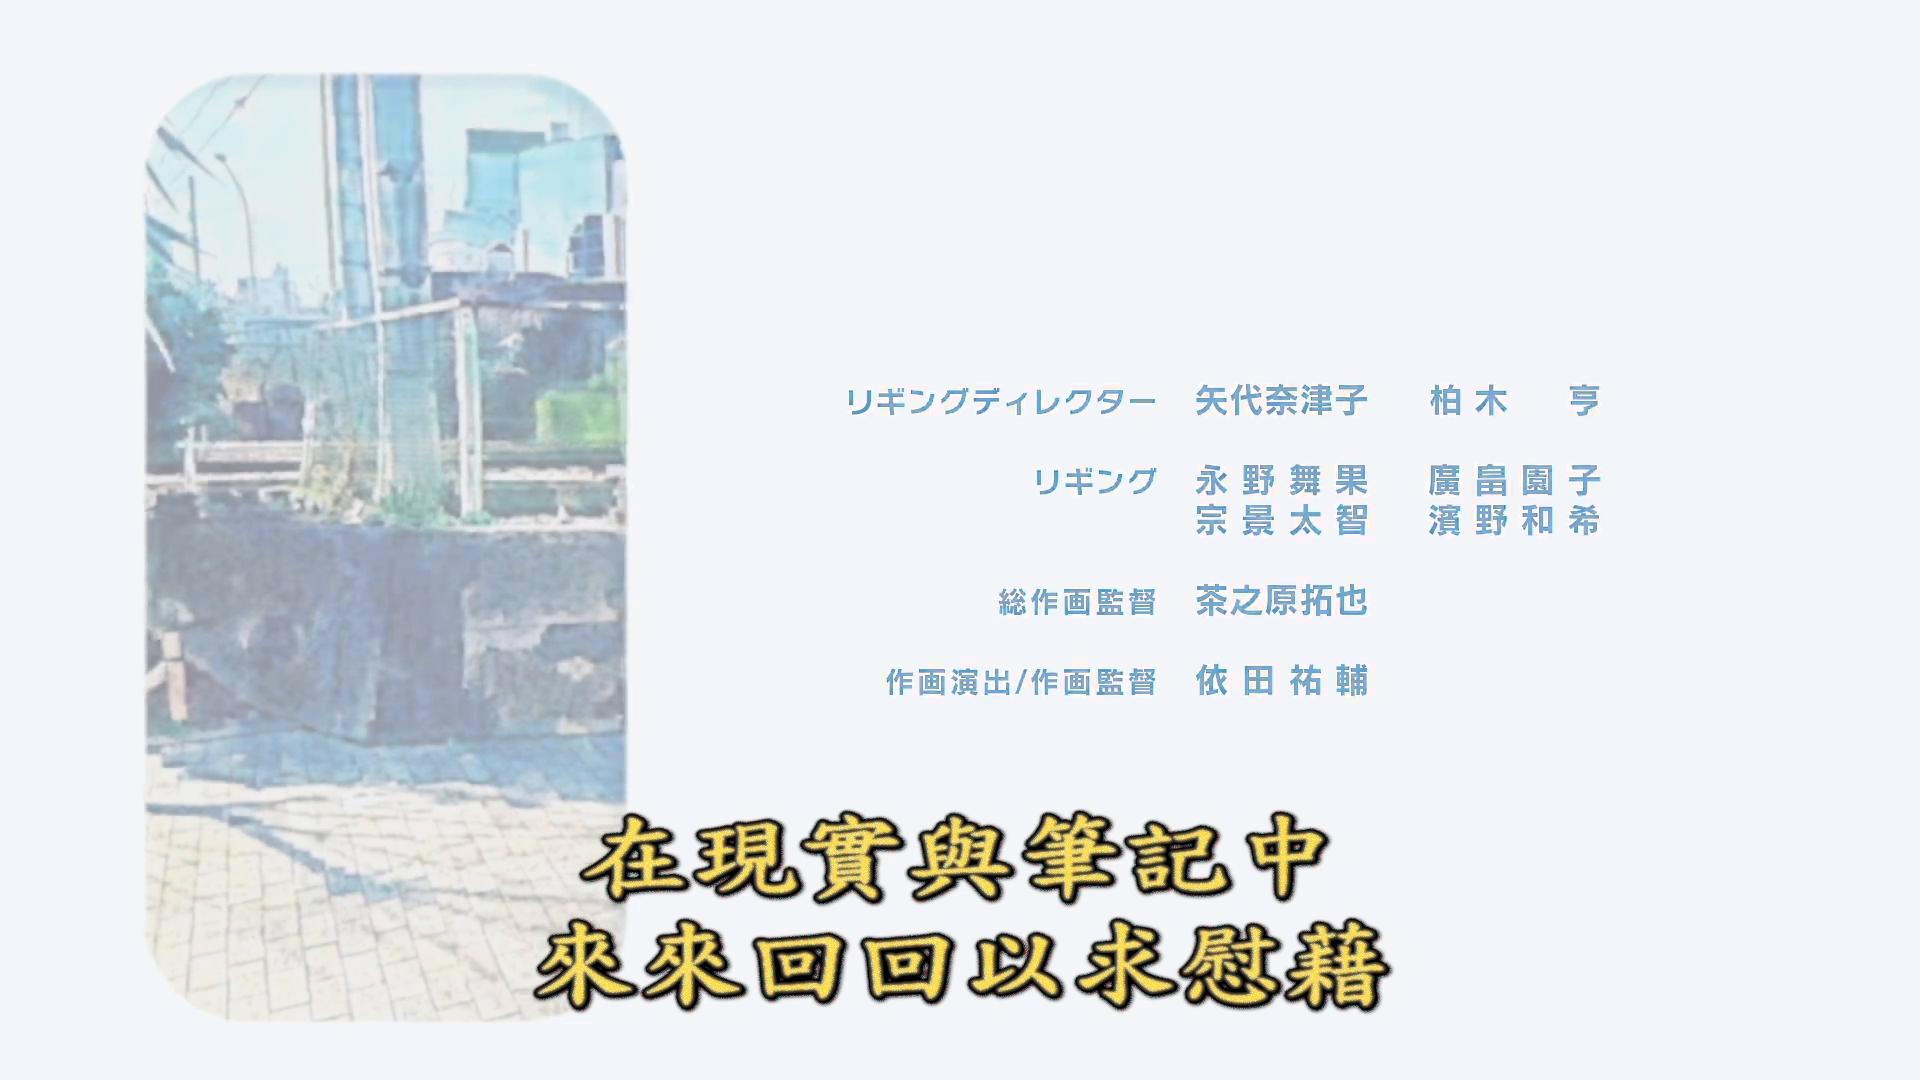 リギングディレクター 矢代奈津子 柏木 亨
リギング 永野舞果 廣畠園子
宗景太智 濱野和希
総作画監督 茶之原拓也
作画演出/作画監督 依田祐輔
在現實與筆記中
來來回回以求慰藉